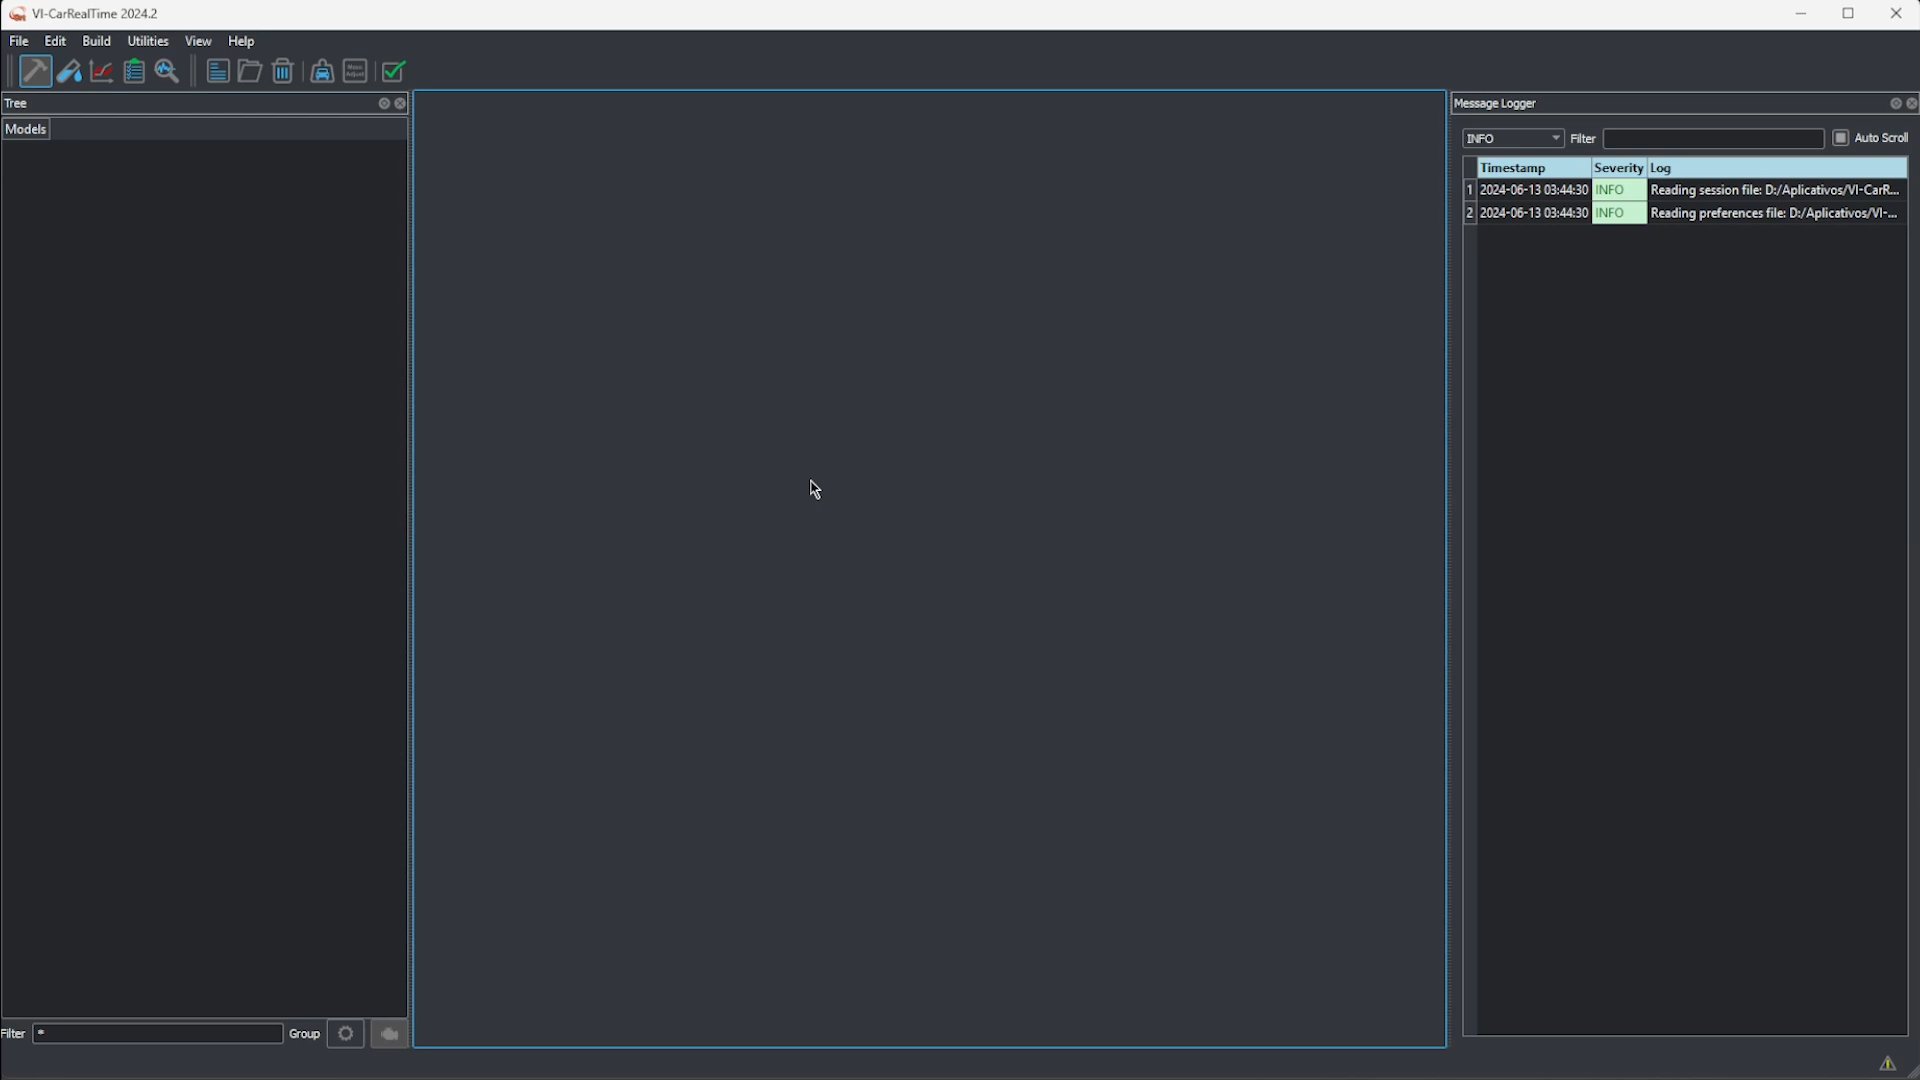 VI-CarRealTime 2024.2
File Edit Build Utilities View Help
Tree
Models
Message Logger
INFO Filter Auto Scroll
Timestamp Severity Log
1 2024-06-13 03:44:30 INFO Reading session file: D:/Aplicativos/VI-CarR...
2 2024-06-13 03:44:30 INFO Reading preferences file: D:/Aplicativos/VI-...
Filter * Group